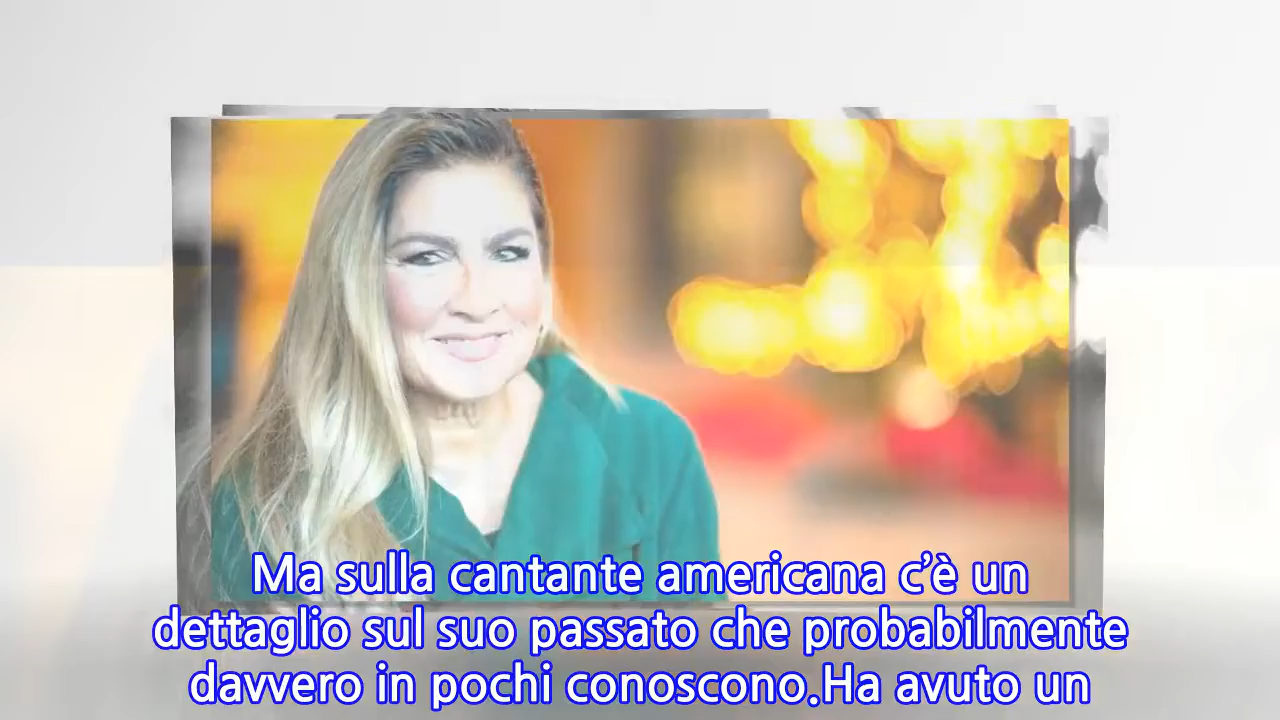 Ma sulla cantante americana c'è un
dettaglio sul suo passato che probabilmente
davvero in pochi conoscono.Ha avuto un